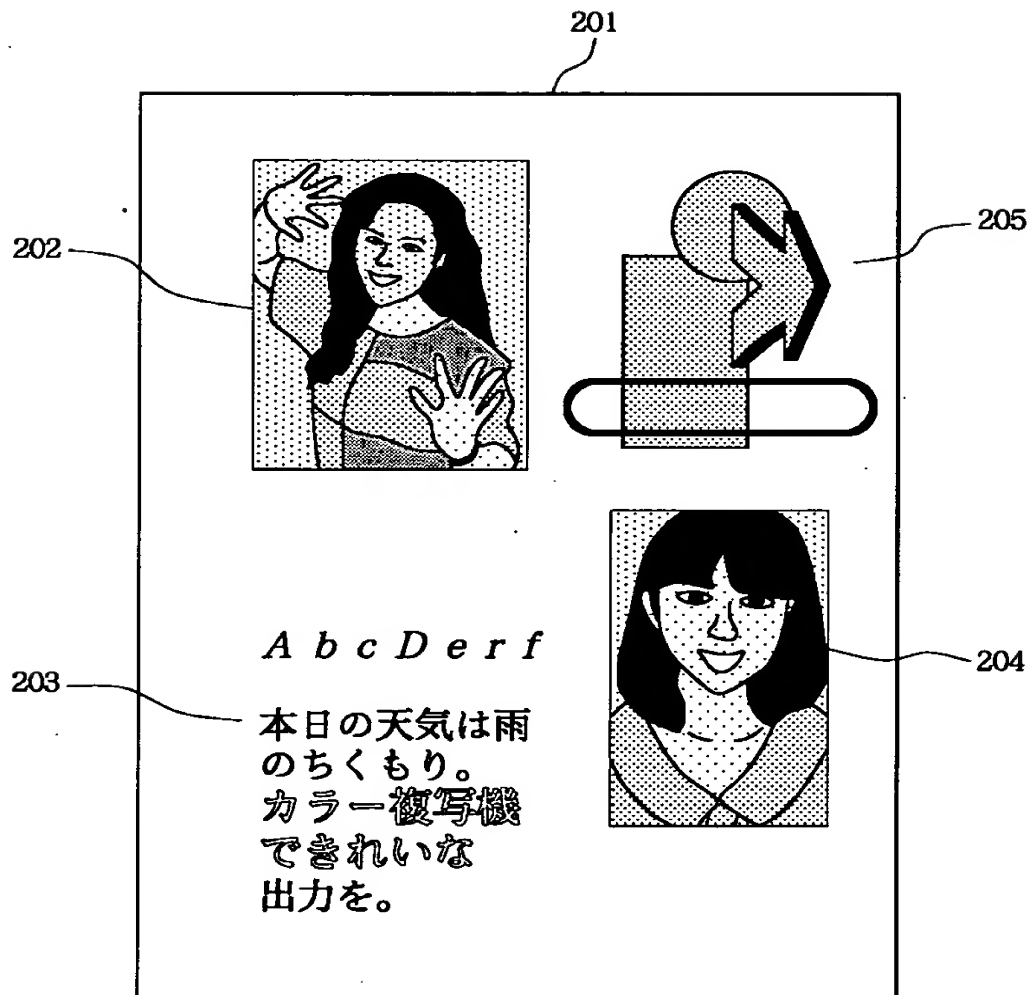 201
202
205
A b c D e r f
204
203
本日の天気は雨
のちくもり。
カラー複写機
できれいな
出力を。